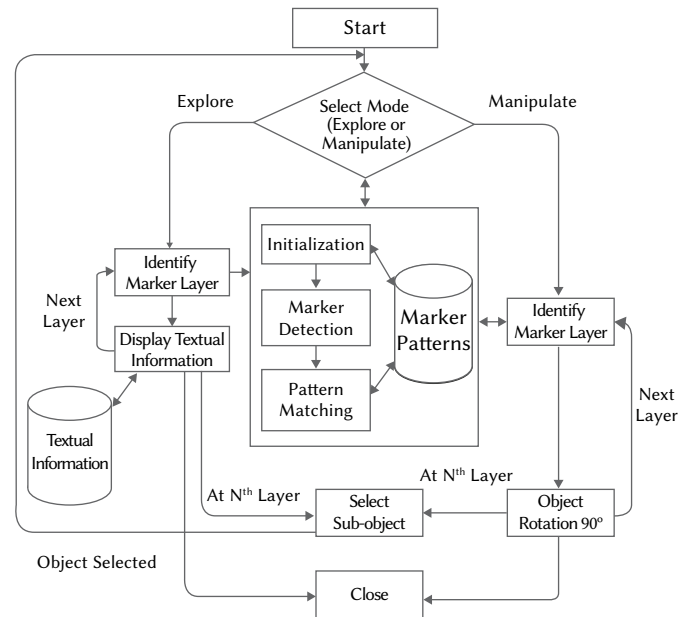 Start
Explore
Select Mode
(Explore or
Manipulate)
Manipulate
Initialization
Identify
Marker Layer
Next
Layer
Marker
Detection
Marker
Patterns
Identify
Marker Layer
Display Textual
Information
Pattern
Matching
Next
Layer
Textual
Information
At Nth Layer
At Nth Layer
Select
Sub-object
Object
Rotation 90º
Object Selected
Close